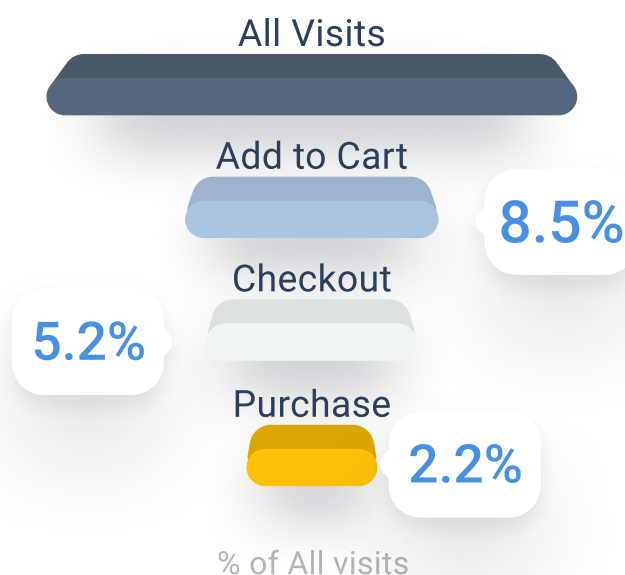 All Visits
Add to Cart
8.5%
Checkout
5.2%
Purchase
2.2%
% of All visits